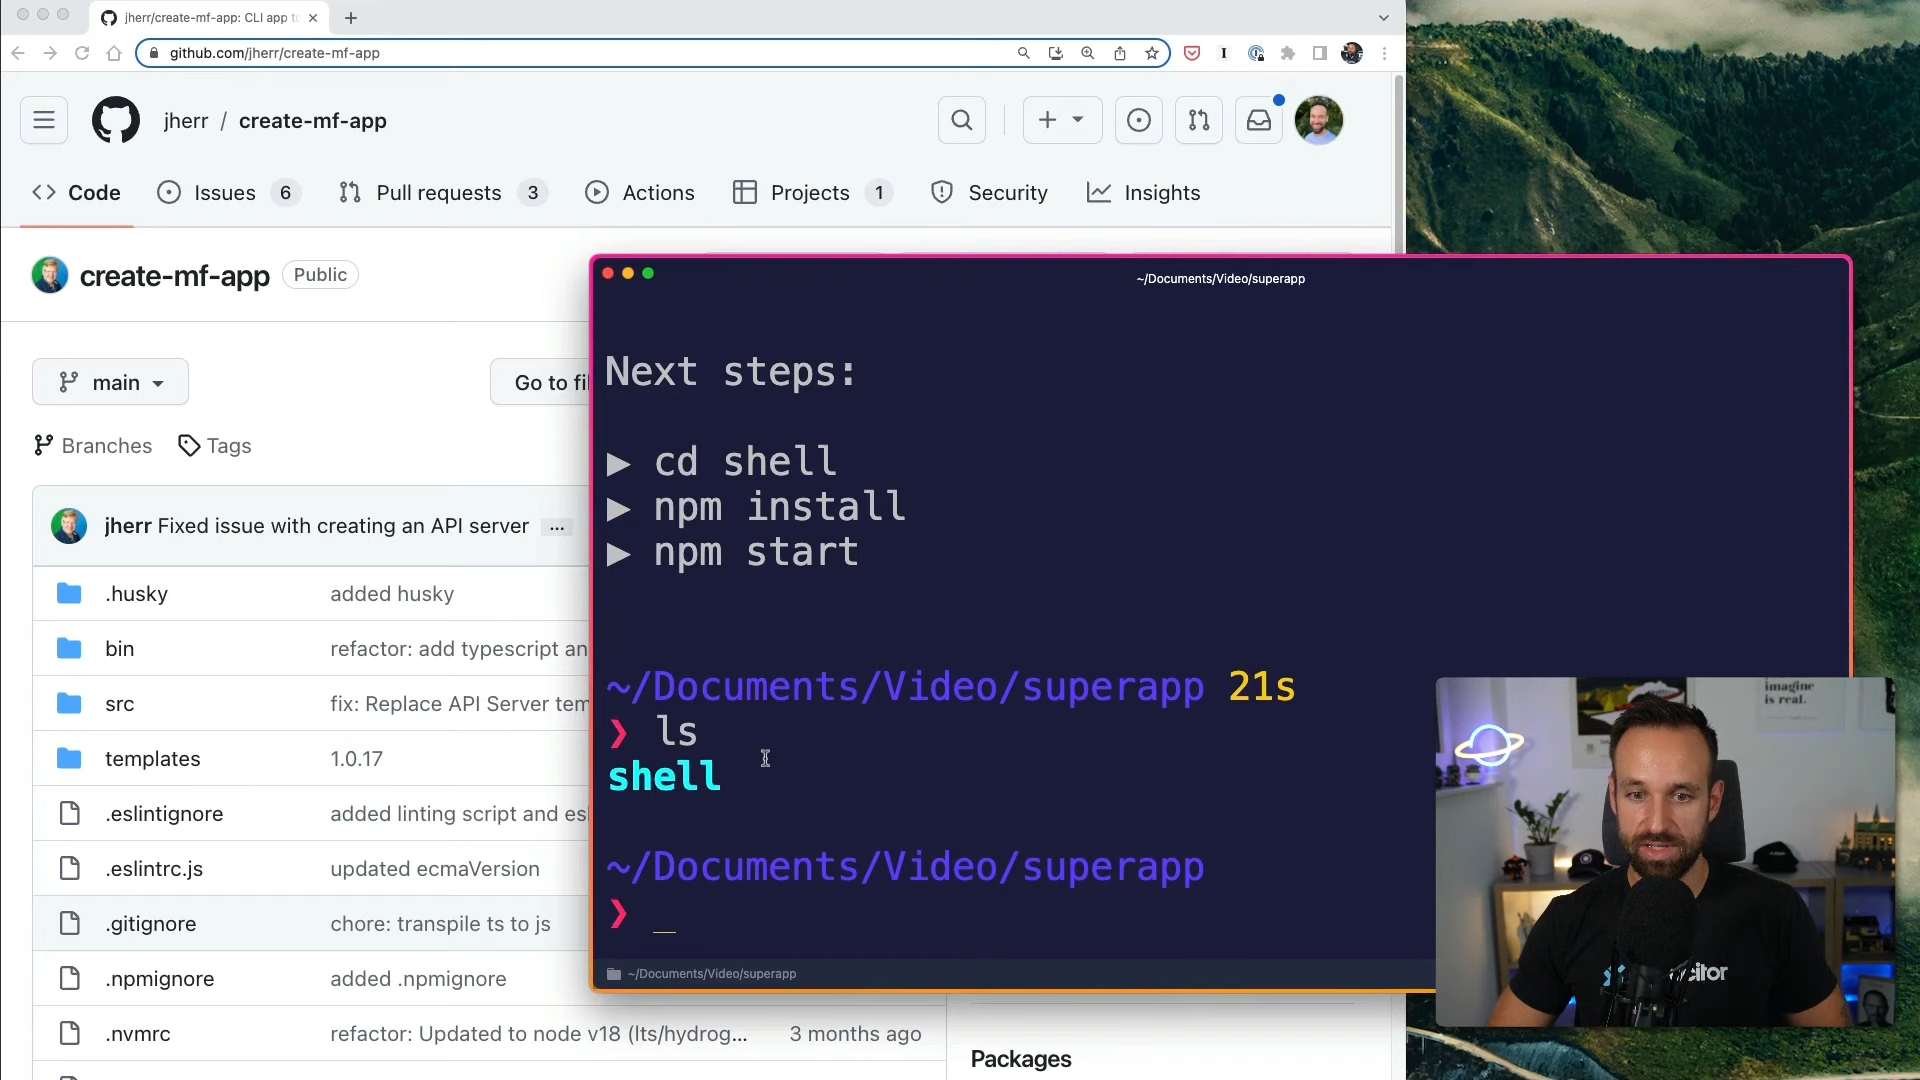 jherr/create-mf-app: CLI app to
github.com/jherr/create-mf-app
jherr / create-mf-app
Code
Issues 6
Pull requests 3
Actions
Projects 1
Security
Insights
create-mf-app Public
main
Go to fi
Branches
Tags
jherr Fixed issue with creating an API server ...
.husky added husky
bin refactor: add typescript an
src fix: Replace API Server tem
templates 1.0.17
.eslintignore added linting script and es
.eslintrc.js updated ecmaVersion
.gitignore chore: transpile ts to js
.npmignore added .npmignore
.nvmrc refactor: Updated to node v18 (lts/hydrog... 3 months ago
Packages
~/Documents/Video/superapp
Next steps:
▶ cd shell
▶ npm install
▶ npm start
~/Documents/Video/superapp 21s
❯ ls
shell
~/Documents/Video/superapp
❯ _
~/Documents/Video/superapp
imagine
is real.
citor